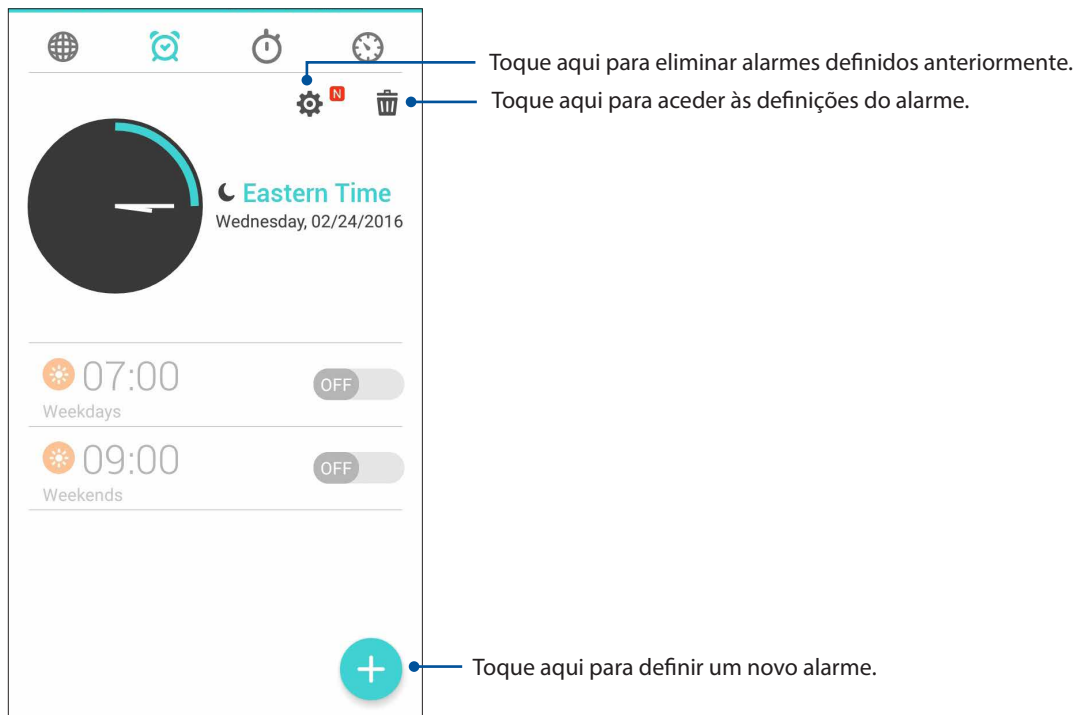 Toque aqui para eliminar alarmes definidos anteriormente.
N
Toque aqui para aceder às definições do alarme.
Eastern Time
Wednesday, 02/24/2016
07:00
OFF
Weekdays
09:00
OFF
Weekends
Toque aqui para definir um novo alarme.